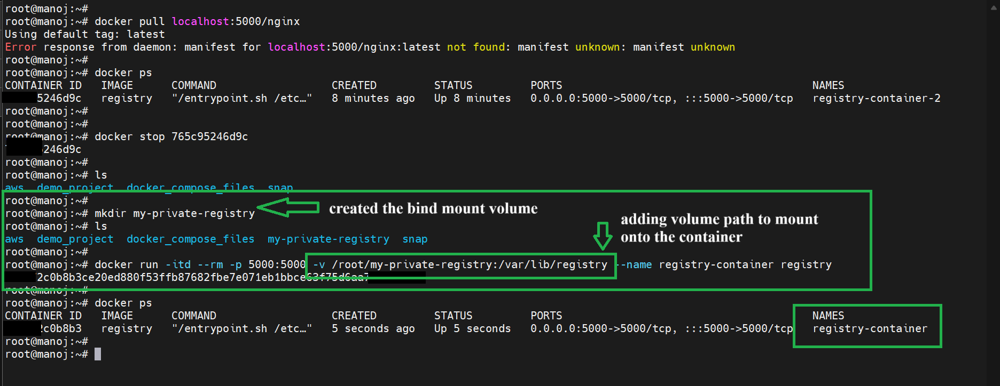 root@manoj:~#
root@manoj:~# docker pull localhost:5000/nginx
Using default tag: latest
Error response from daemon: manifest for localhost:5000/nginx:latest not found: manifest unknown: manifest unknown
root@manoj:~#
root@manoj:~# docker ps
CONTAINER ID   IMAGE      COMMAND                  CREATED         STATUS         PORTS                                       NAMES
5246d9c   registry   "/entrypoint.sh /etc…"   8 minutes ago   Up 8 minutes   0.0.0.0:5000->5000/tcp, :::5000->5000/tcp   registry-container-2
root@manoj:~#
root@manoj:~#
root@manoj:~# docker stop 765c95246d9c
246d9c
root@manoj:~#
root@manoj:~# ls
aws  demo_project  docker_compose_files  snap
root@manoj:~#
root@manoj:~# mkdir my-private-registry
created the bind mount volume
root@manoj:~# ls
adding volume path to mount
onto the container
aws  demo_project  docker_compose_files  my-private-registry  snap
root@manoj:~#
root@manoj:~# docker run -itd --rm -p 5000:5000 -v /root/my-private-registry:/var/lib/registry --name registry-container registry
2c0b8b3ce20ed880f53ffb87682fbe7e071eb1bbce63f75d6aa7
root@manoj:~#
root@manoj:~# docker ps
CONTAINER ID   IMAGE      COMMAND                  CREATED         STATUS         PORTS                                       NAMES
2c0b8b3   registry   "/entrypoint.sh /etc…"   5 seconds ago   Up 5 seconds   0.0.0.0:5000->5000/tcp, :::5000->5000/tcp   registry-container
root@manoj:~#
root@manoj:~#